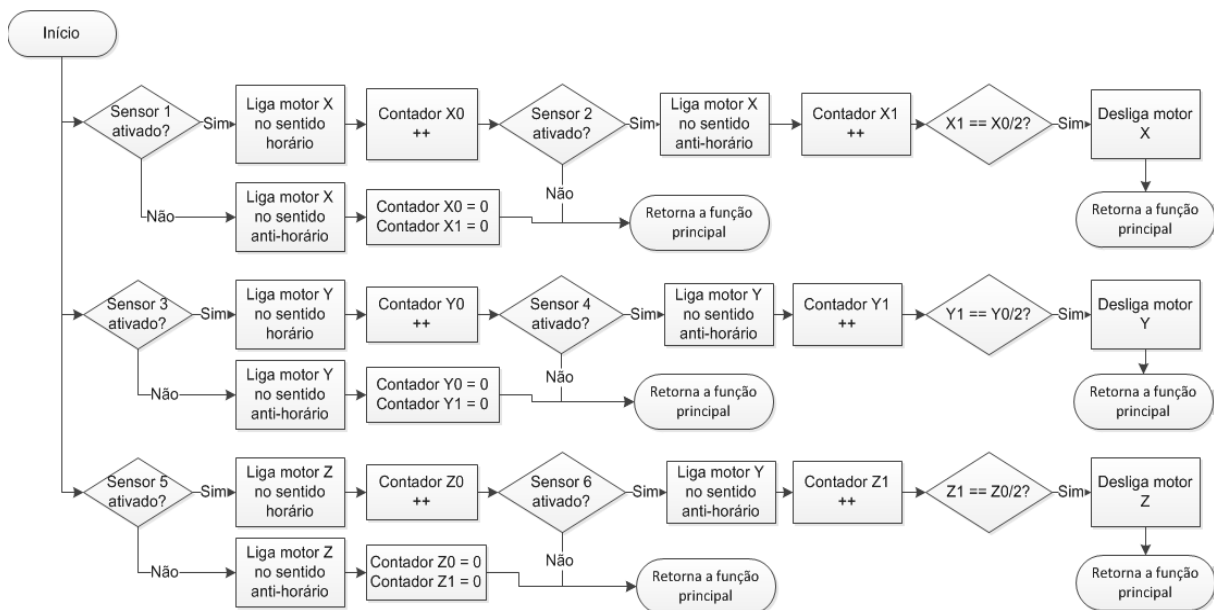 Início
Sensor 1
ativado?
Sim
Liga motor X
no sentido
horário
Contador X0
++
Sensor 2
ativado?
Sim
Liga motor X
no sentido
anti-horário
Contador X1
++
X1 == X0/2?
Sim
Desliga motor
X
Não
Liga motor X
no sentido
anti-horário
Contador X0 = 0
Contador X1 = 0
Não
Retorna a função
principal
Retorna a função
principal
Sensor 3
ativado?
Sim
Liga motor Y
no sentido
horário
Contador Y0
++
Sensor 4
ativado?
Sim
Liga motor Y
no sentido
anti-horário
Contador Y1
++
Y1 == Y0/2?
Sim
Desliga motor
Y
Não
Liga motor Y
no sentido
anti-horário
Contador Y0 = 0
Contador Y1 = 0
Não
Retorna a função
principal
Retorna a função
principal
Sensor 5
ativado?
Sim
Liga motor Z
no sentido
horário
Contador Z0
++
Sensor 6
ativado?
Sim
Liga motor Y
no sentido
anti-horário
Contador Z1
++
Z1 == Z0/2?
Sim
Desliga motor
Z
Não
Liga motor Z
no sentido
anti-horário
Contador Z0 = 0
Contador Z1 = 0
Não
Retorna a função
principal
Retorna a função
principal